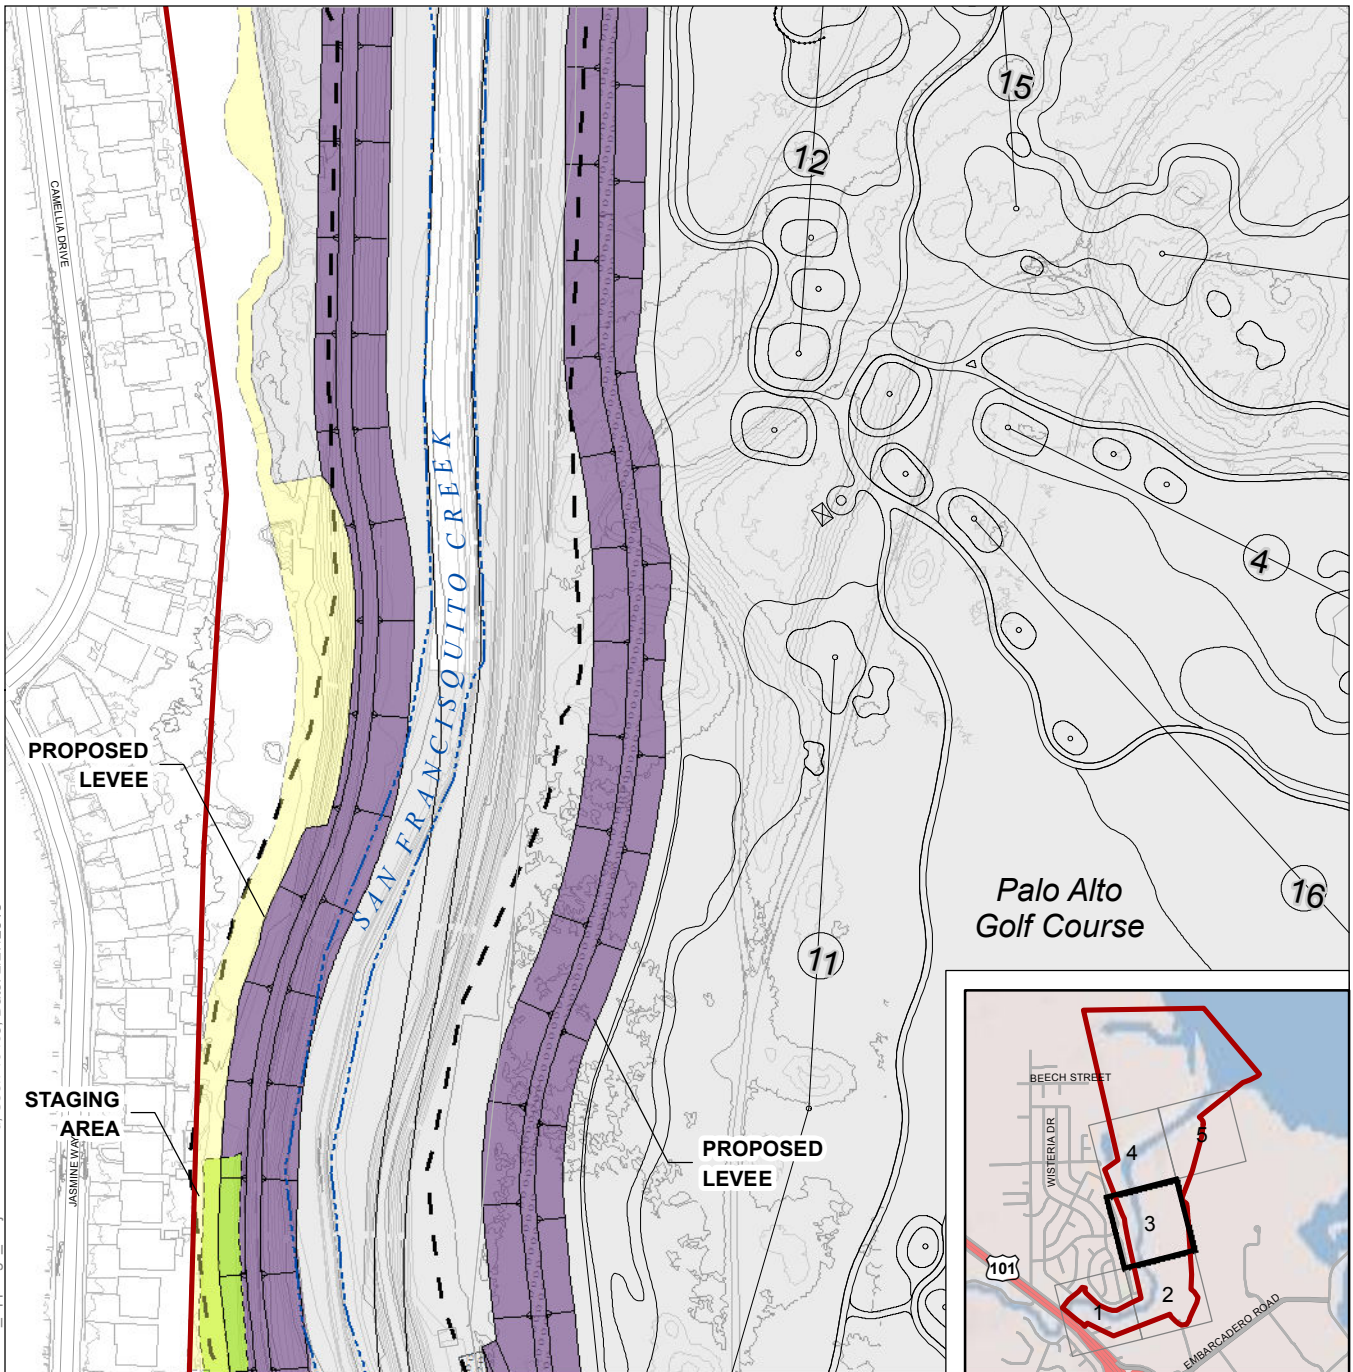 15
12
CAMELLIA DRIVE
SAN FRANCISQUITO CREEK
4
PROPOSED
LEVEE
Palo Alto
Golf Course
16
11
STAGING
AREA
JASMINE WAY
PROPOSED
LEVEE
BEECH STREET
WISTERIA DR
4
5
3
101
2
1
EMBARCADERO ROAD